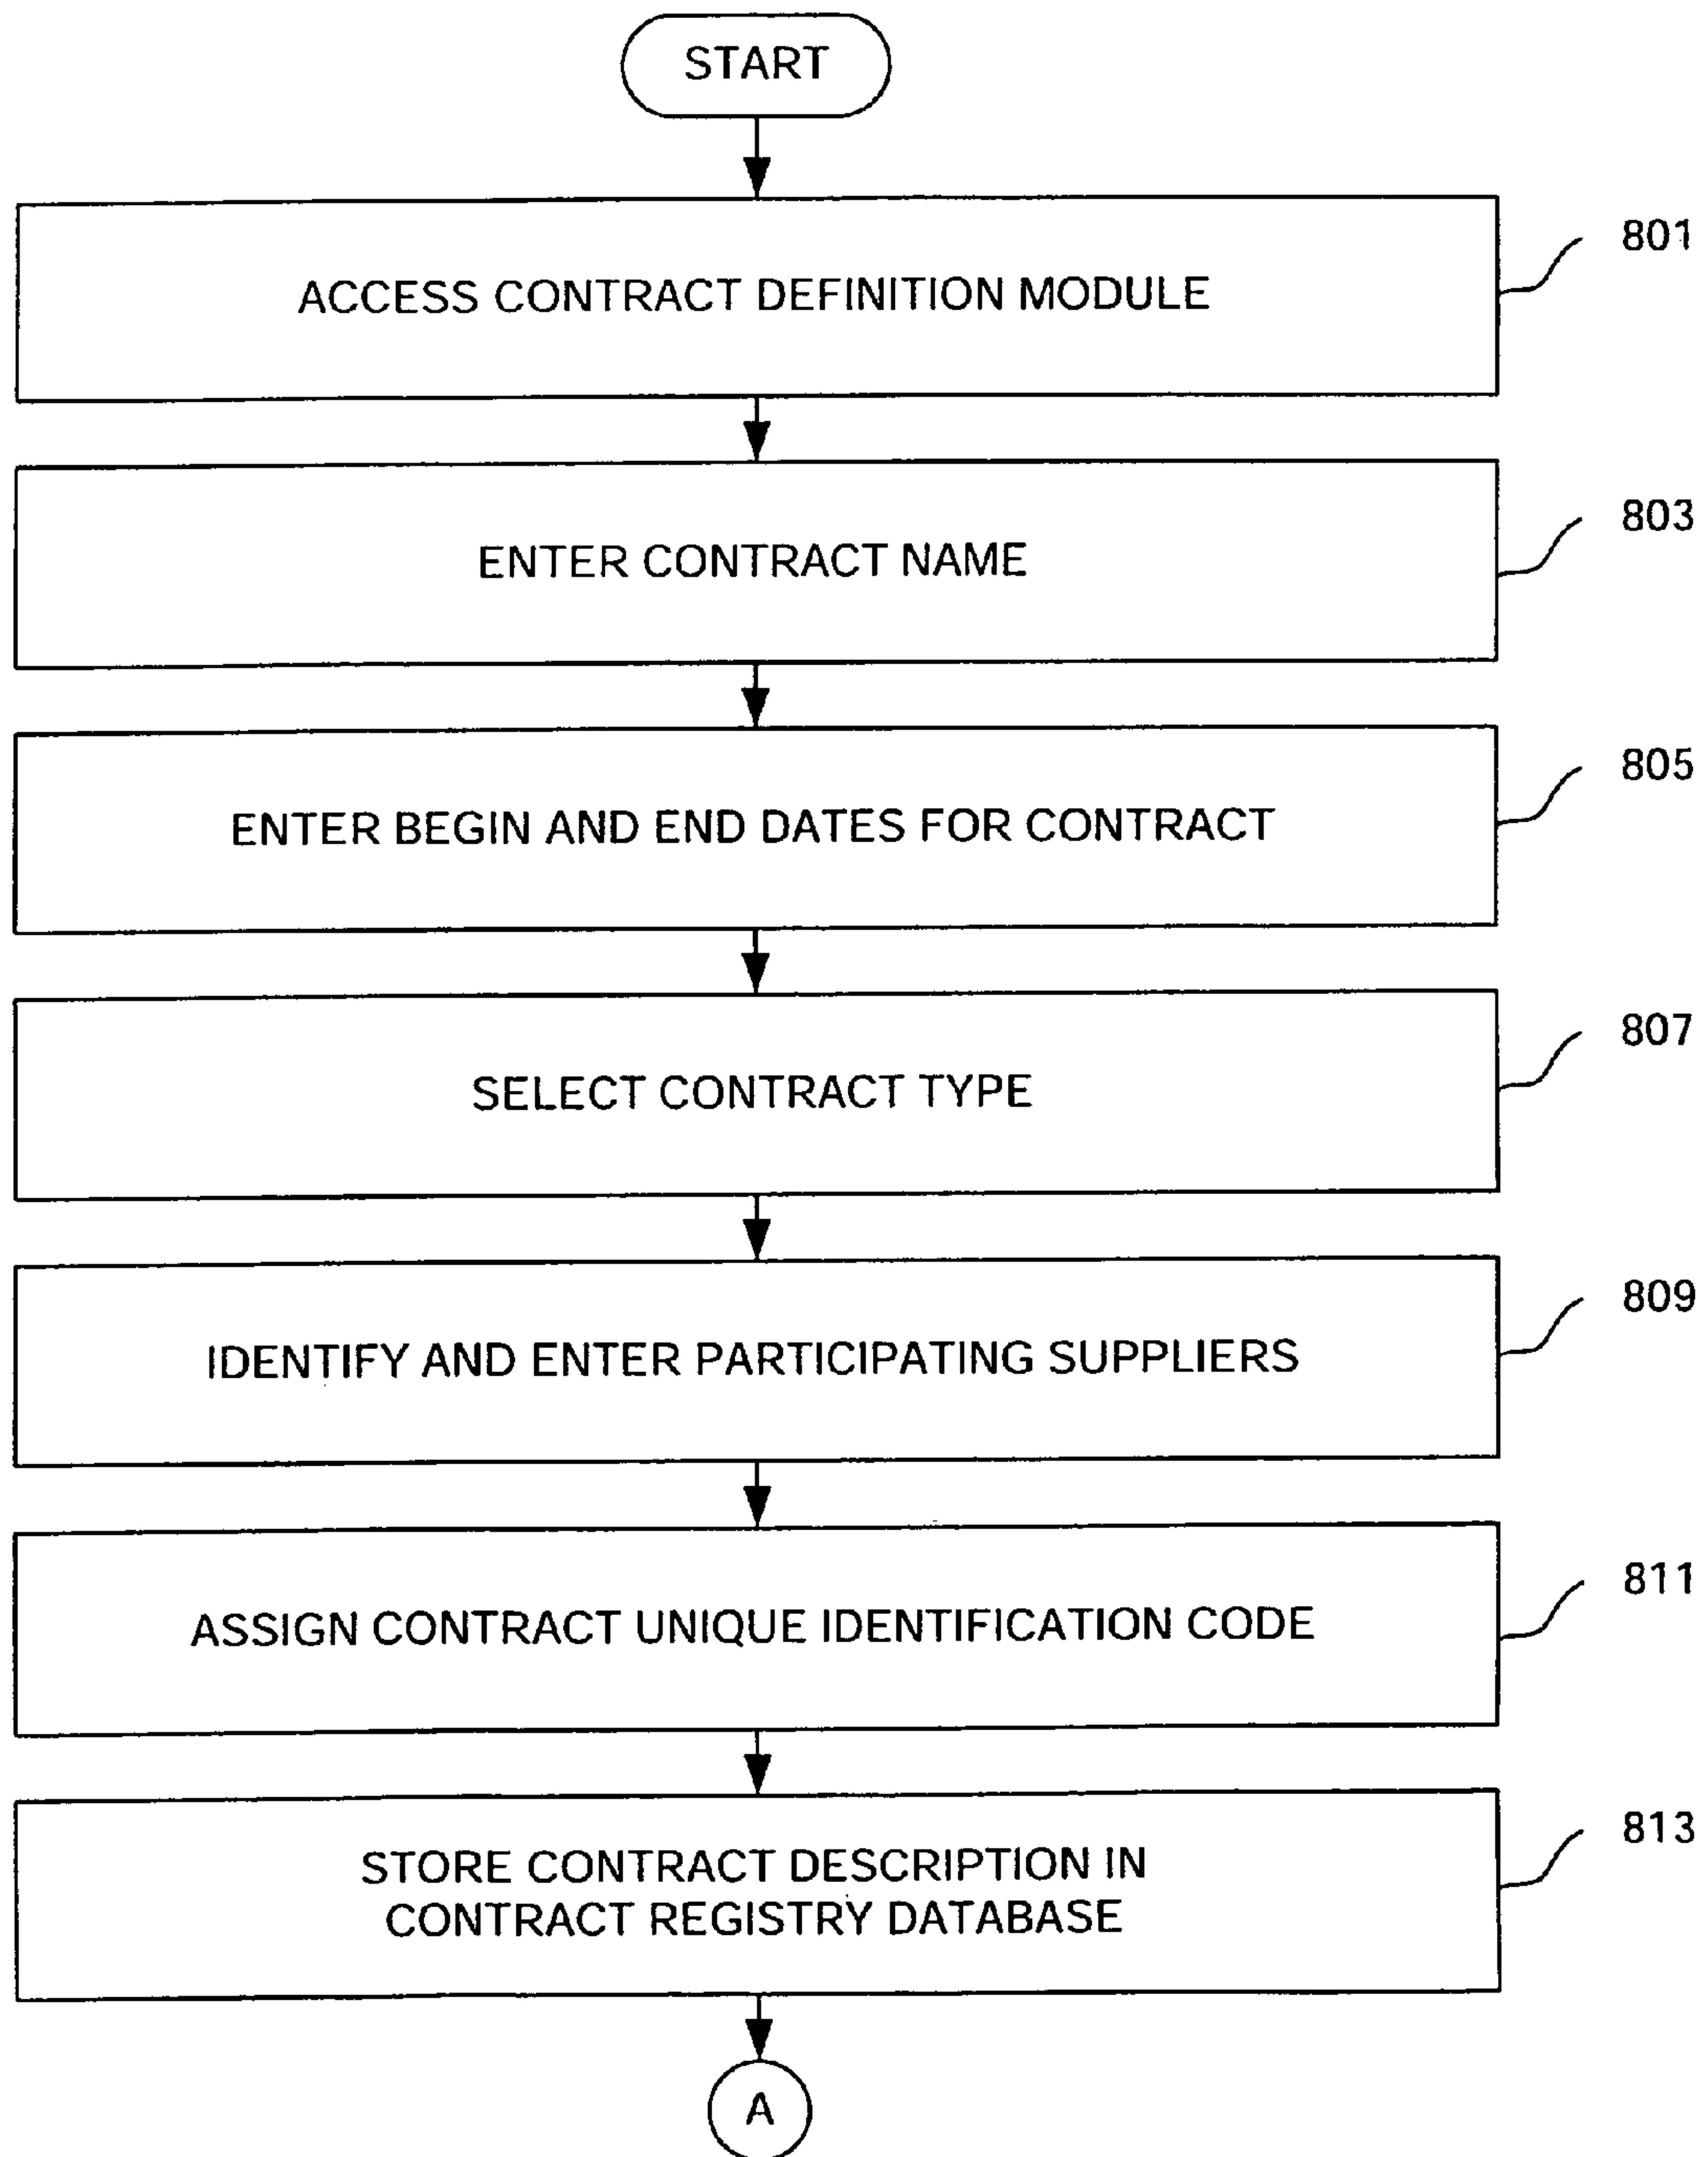 START
ACCESS CONTRACT DEFINITION MODULE
801
ENTER CONTRACT NAME
803
ENTER BEGIN AND END DATES FOR CONTRACT
805
SELECT CONTRACT TYPE
807
IDENTIFY AND ENTER PARTICIPATING SUPPLIERS
809
ASSIGN CONTRACT UNIQUE IDENTIFICATION CODE
811
STORE CONTRACT DESCRIPTION IN
CONTRACT REGISTRY DATABASE
813
A